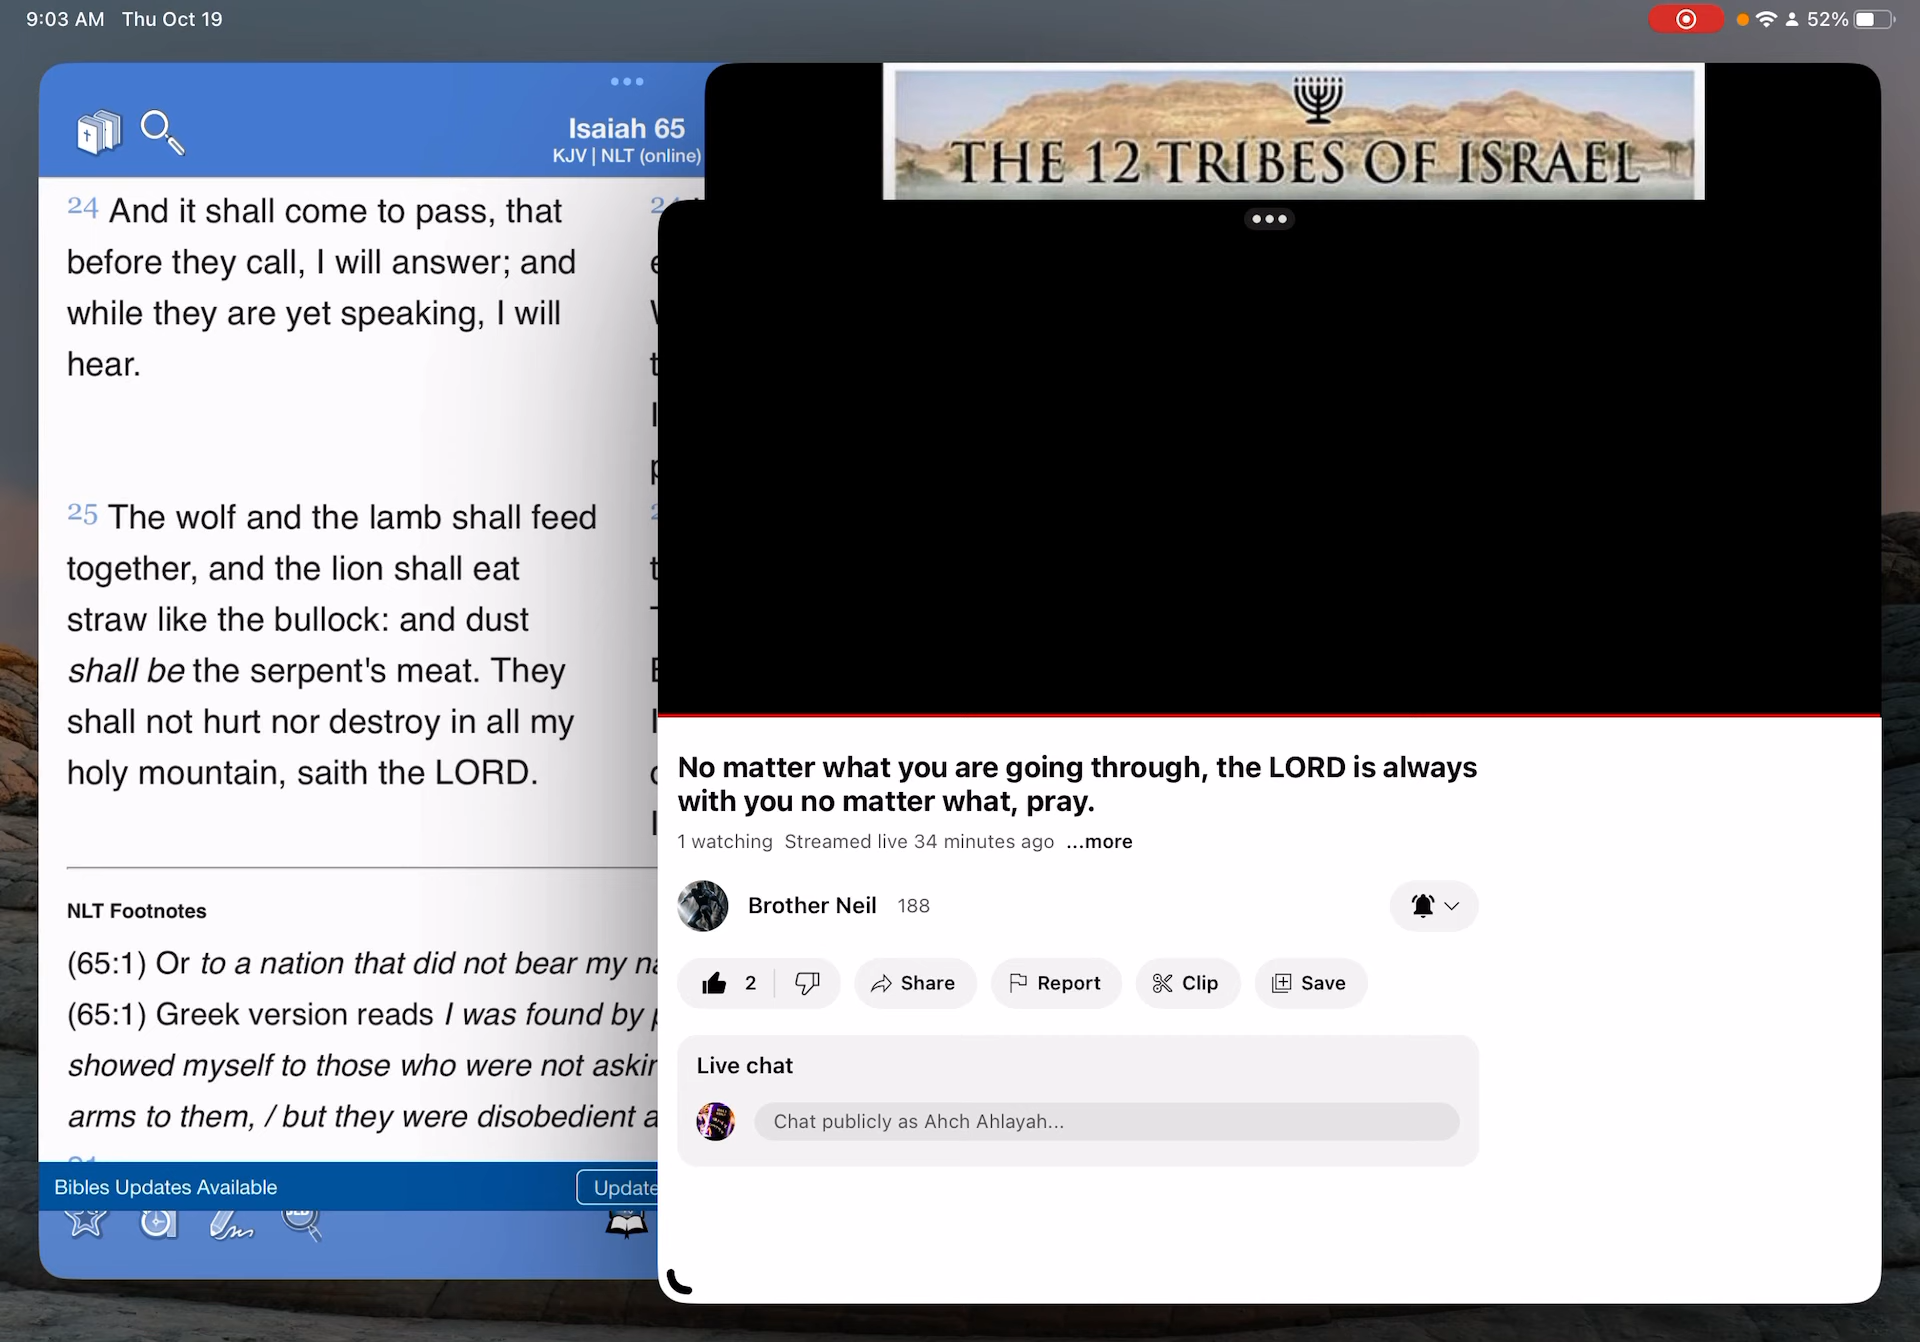 9:03 AM Thu Oct 19
52%
Isaiah 65
KJV | NLT (online)
24 And it shall come to pass, that
before they call, I will answer; and
while they are yet speaking, I will
hear.
25 The wolf and the lamb shall feed
together, and the lion shall eat
straw like the bullock: and dust
shall be the serpent's meat. They
shall not hurt nor destroy in all my
holy mountain, saith the LORD.
NLT Footnotes
(65:1) Or to a nation that did not bear my
(65:1) Greek version reads I was found by
showed myself to those who were not
arms to them, / but they were disobedient
Bibles Updates Available
Update
THE 12 TRIBES OF ISRAEL
No matter what you are going through, the LORD is always
with you no matter what, pray.
1 watching Streamed live 34 minutes ago ...more
Brother Neil 188
2 Share Report Clip Save
Live chat
Chat publicly as Ahch Ahlayah...